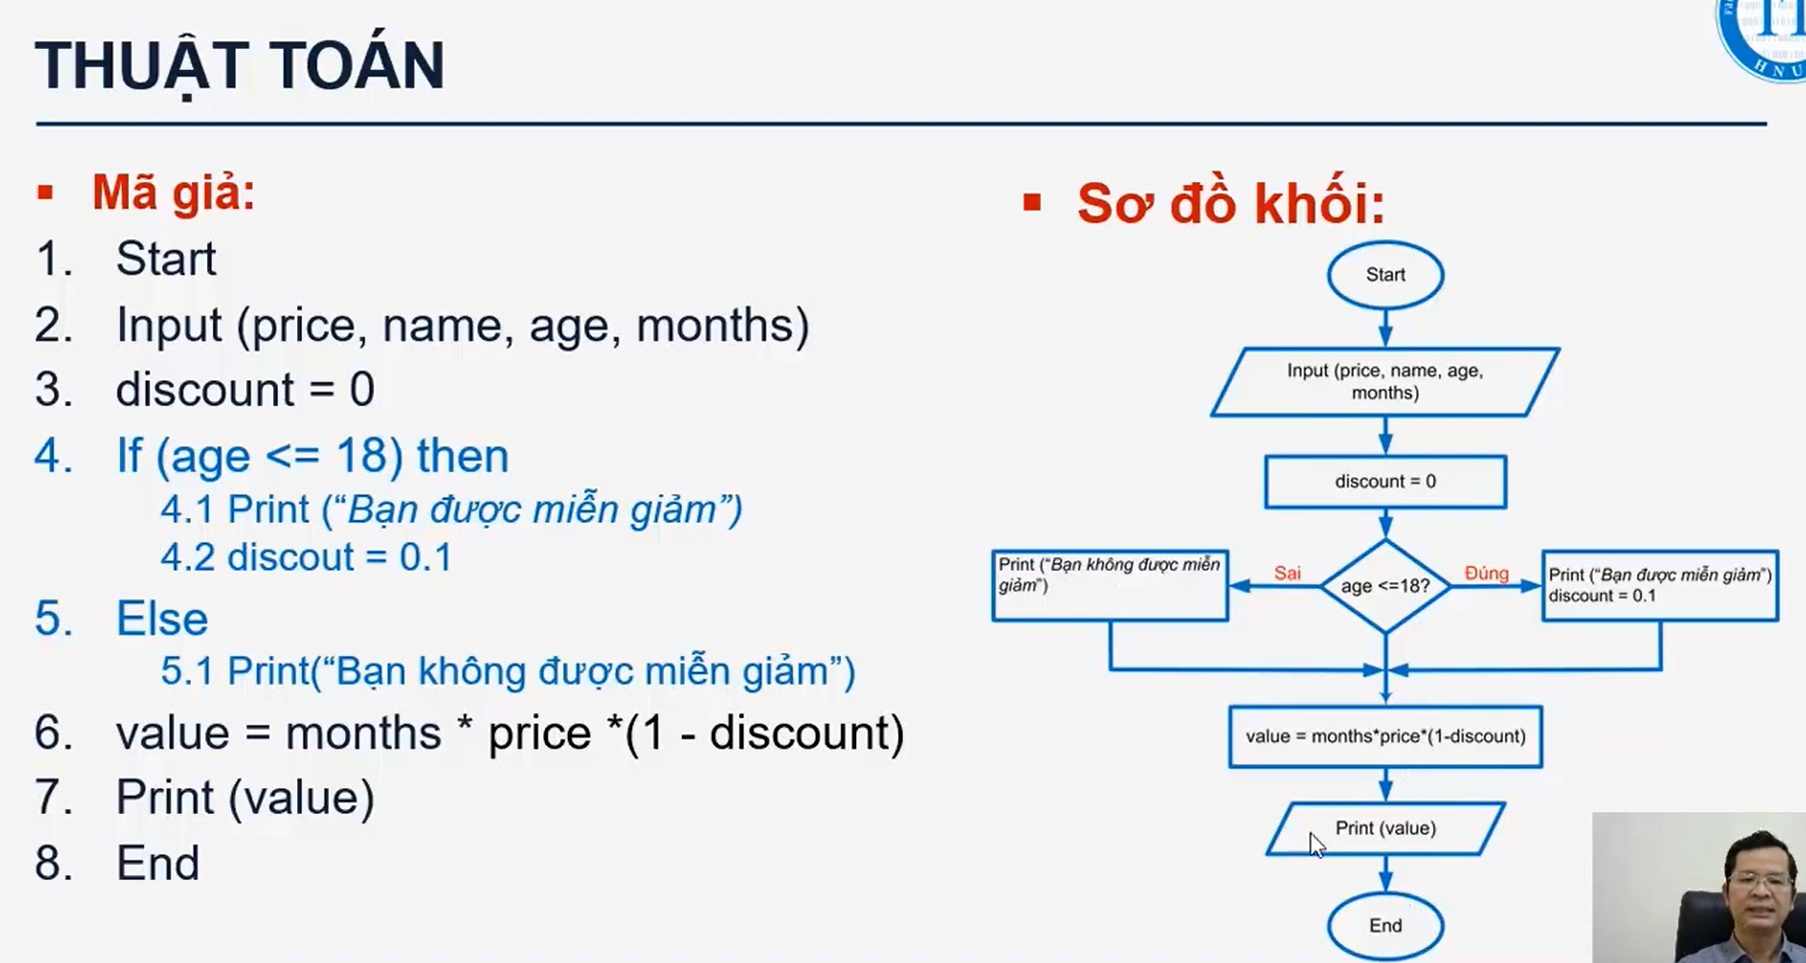 THUẬT TOÁN
Mã giả:
1. Start
2. Input (price, name, age, months)
3. discount = 0
4. If (age <= 18) then
4.1 Print (“Bạn được miễn giảm”)
4.2 discout = 0.1
5. Else
5.1 Print(“Bạn không được miễn giảm”)
6. value = months * price *(1 - discount)
7. Print (value)
8. End
Sơ đồ khối:
Start
Input (price, name, age,
months)
discount = 0
age <=18?
Sai
Print (“Bạn không được miễn
giảm”)
Đúng
Print (“Bạn được miễn giảm”)
discount = 0.1
value = months*price*(1-discount)
Print (value)
End
HNU